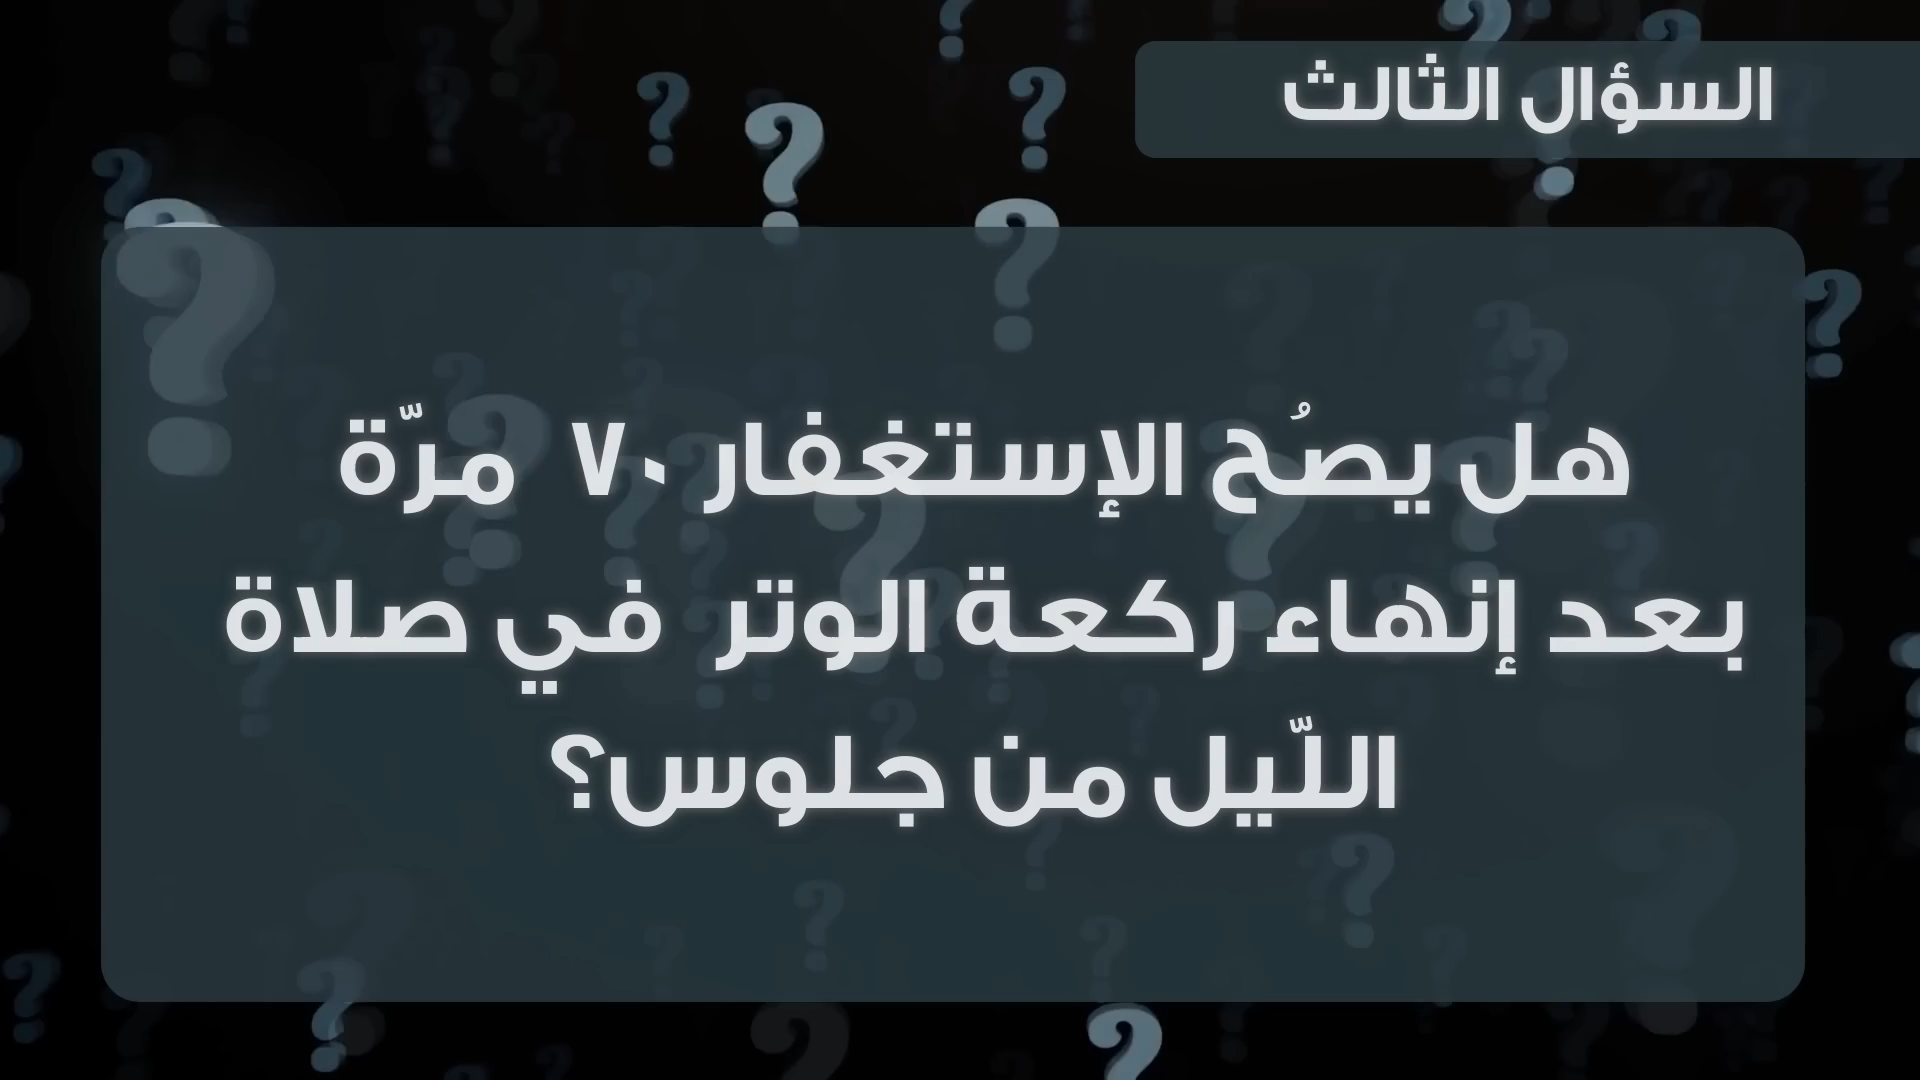 السؤال الثالث
هل يصُح الإستغفار ٧٠ مرّة
بعد إنهاء ركعة الوتر في صلاة
اللّيل من جلوس؟